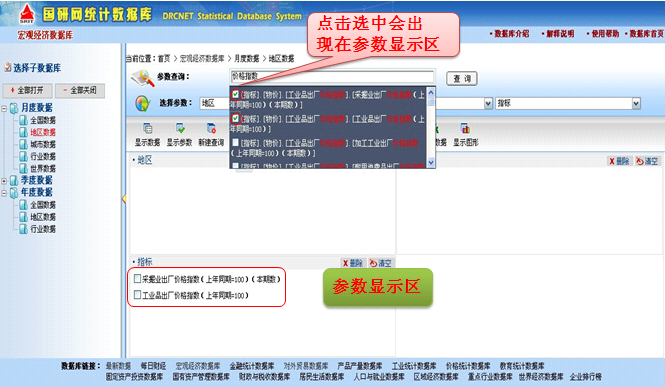 国研网统计数据库
DRCNET Statistical Database System
SRIT
宏观经济数据库
数据库介绍
解释说明
使用帮助
数据库首页
点击选中会出
现在参数显示区
选择子数据库
+ 全部打开
- 全部关闭
月度数据
全国数据
地区数据
城市数据
行业数据
世界数据
季度数据
年度数据
全国数据
地区数据
行业数据
当前位置：首页 > 宏观经济数据库 > 月度数据 > 地区数据
参数查询：
价格指数
查 询
选择参数：
地区
指标
[指标] [物价] [工业品出厂价格指数] [采掘业出厂价格指数（上
年同期=100）（本期数）]
[指标] [物价] [工业品出厂价格指数] [工业品出厂价格指数（上
年同期=100）]
[指标] [物价] [工业品出厂价格指数] [加工工业出厂价格指数
（上年同期=100）（本期数）]
[指标] [物价] [工业品出厂价格指数]
显示数据
显示参数
新建查询
数据
显示图形
地区
删除
清空
删除
清空
指标
删除
清空
采掘业出厂价格指数（上年同期=100）（本期数）
工业品出厂价格指数（上年同期=100）
参数显示区
数据库链接：
最新数据 每日财经 宏观经济数据库 金融统计数据库 对外贸易数据库 产品产量数据库 工业统计数据库 价格统计数据库 教育统计数据库
固定资产投资数据库 国有资产管理数据库 财政与税收数据库 居民生活数据库 人口与就业数据库 区域经济数据库 重点行业数据库 世界经济数据库 企业排行榜